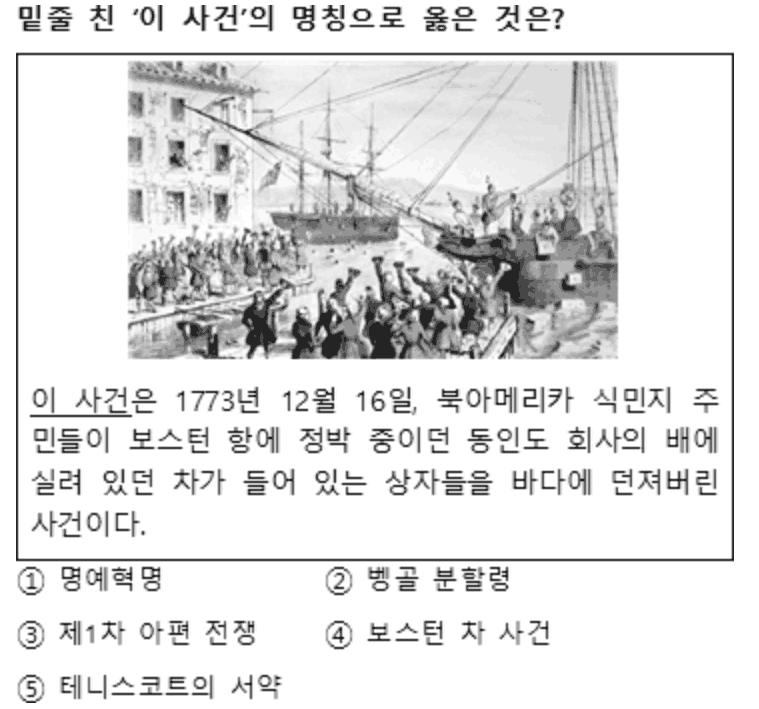 밑줄 친 '이 사건'의 명칭으로 옳은 것은?
이 사건은 1773년 12월 16일, 북아메리카 식민지 주
민들이 보스턴 항에 정박 중이던 동인도 회사의 배에
실려 있던 차가 들어 있는 상자들을 바다에 던져버린
사건이다.
① 명예혁명 ② 벵골 분할령
③ 제1차 아편 전쟁 ④ 보스턴 차 사건
⑤ 테니스코트의 서약